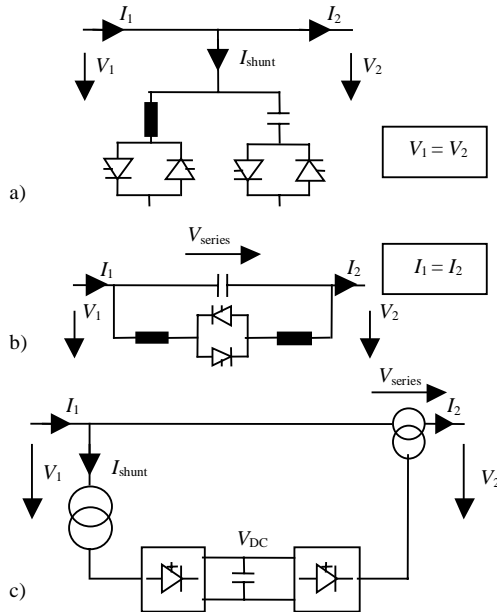 I1 I2
V1 Ishunt V2
V1 = V2
a)
Vseries
I1 I2 I1 = I2
V1 V2
b)
Vseries
I1 I2
V1 Ishunt V2
VDC
c)